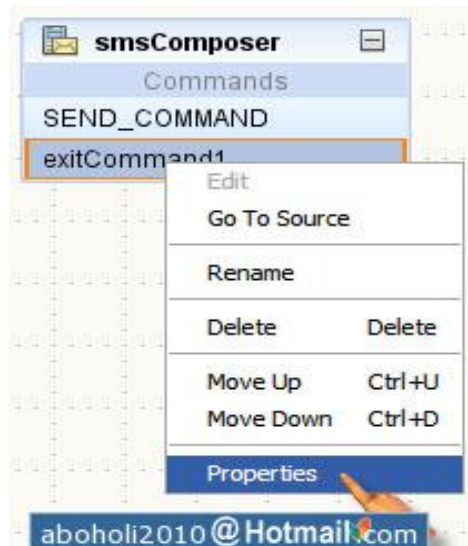 smsComposer
Commands
SEND_COMMAND
exitCommand1
Edit
Go To Source
Rename
Delete Delete
Move Up Ctrl+U
Move Down Ctrl+D
Properties
aboholi2010@Hotmail.com